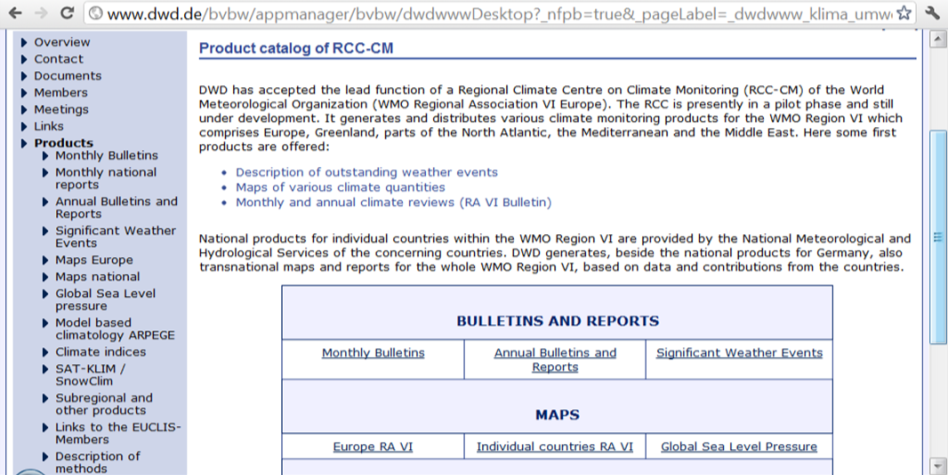 www.dwd.de/bvbw/appmanager/bvbw/dwdwwwDesktop?_nfpb=true&_pageLabel=_dwdwww_klima_umw
Overview
Contact
Documents
Members
Meetings
Links
Products
Monthly Bulletins
Monthly national
reports
Annual Bulletins and
Reports
Significant Weather
Events
Maps Europe
Maps national
Global Sea Level
pressure
Model based
climatology ARPEGE
Climate indices
SAT-KLIM /
SnowClim
Subregional and
other products
Links to the EUCLIS-
Members
Description of
methods
Product catalog of RCC-CM
DWD has accepted the lead function of a Regional Climate Centre on Climate Monitoring (RCC-CM) of the World
Meteorological Organization (WMO Regional Association VI Europe). The RCC is presently in a pilot phase and still
under development. It generates and distributes various climate monitoring products for the WMO Region VI which
comprises Europe, Greenland, parts of the North Atlantic, the Mediterranean and the Middle East. Here some first
products are offered:
• Description of outstanding weather events
• Maps of various climate quantities
• Monthly and annual climate reviews (RA VI Bulletin)
National products for individual countries within the WMO Region VI are provided by the National Meteorological and
Hydrological Services of the concerning countries. DWD generates, beside the national products for Germany, also
transnational maps and reports for the whole WMO Region VI, based on data and contributions from the countries.
BULLETINS AND REPORTS
Monthly Bulletins
Annual Bulletins and
Reports
Significant Weather Events
MAPS
Europe RA VI
Individual countries RA VI
Global Sea Level Pressure